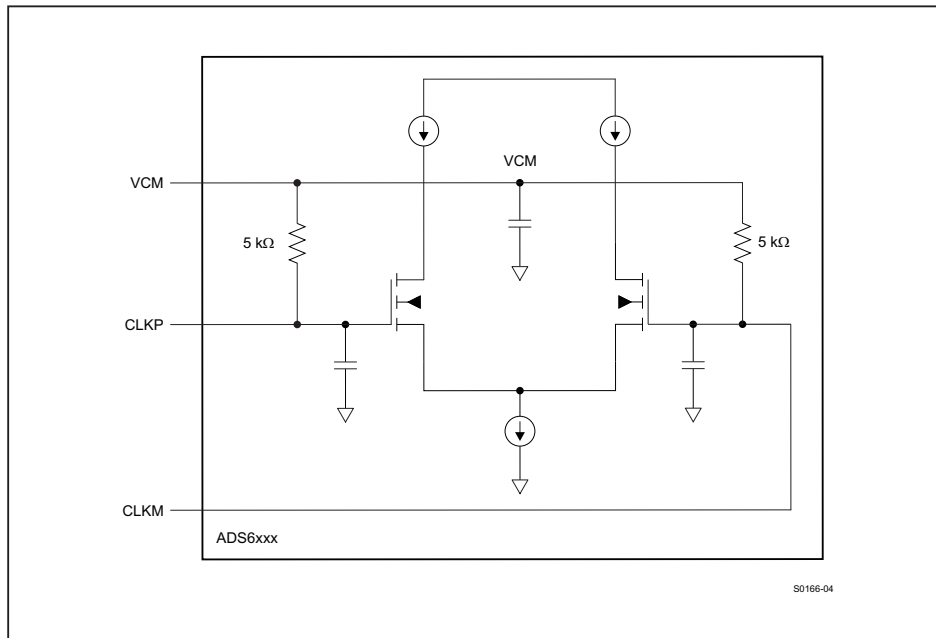 VCM
VCM
5 kΩ
5 kΩ
CLKP
CLKM
ADS6xxx
S0166-04